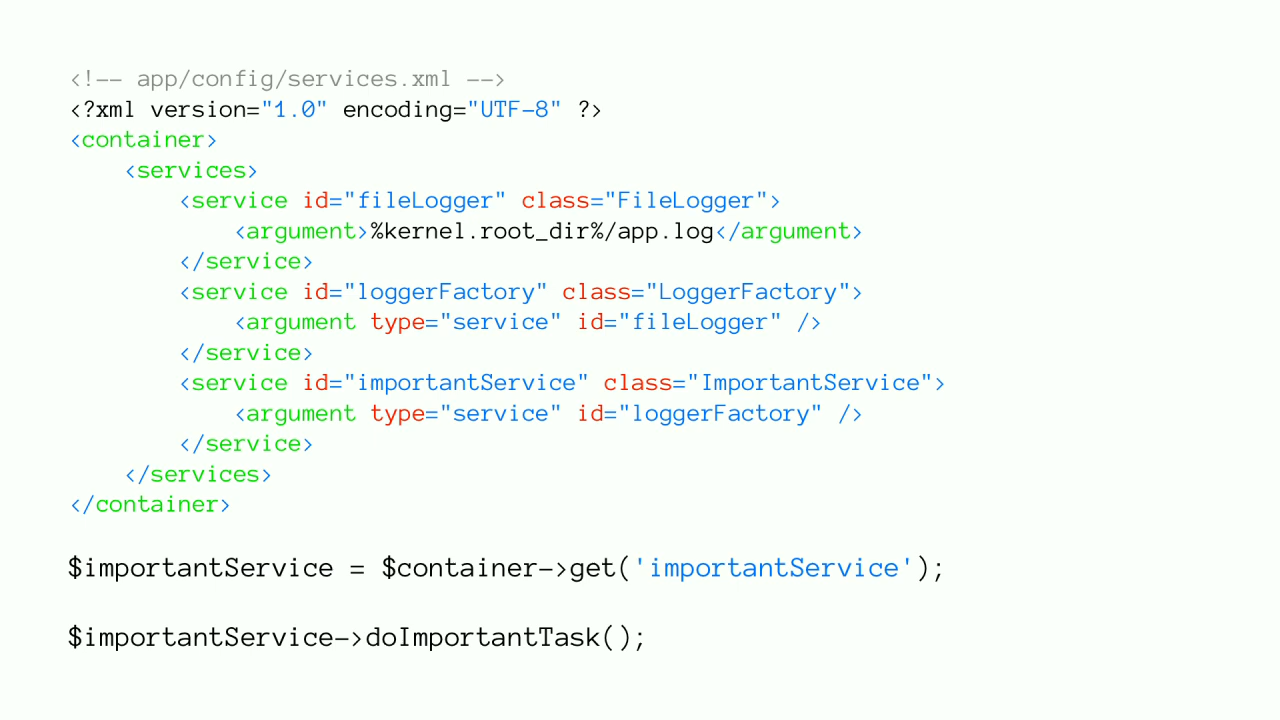 <!-- app/config/services.xml -->
<?xml version="1.0" encoding="UTF-8" ?>
<container>
    <services>
        <service id="fileLogger" class="FileLogger">
            <argument>%kernel.root_dir%/app.log</argument>
        </service>
        <service id="loggerFactory" class="LoggerFactory">
            <argument type="service" id="fileLogger" />
        </service>
        <service id="importantService" class="ImportantService">
            <argument type="service" id="loggerFactory" />
        </service>
    </services>
</container>
$importantService = $container->get('importantService');
$importantService->doImportantTask();